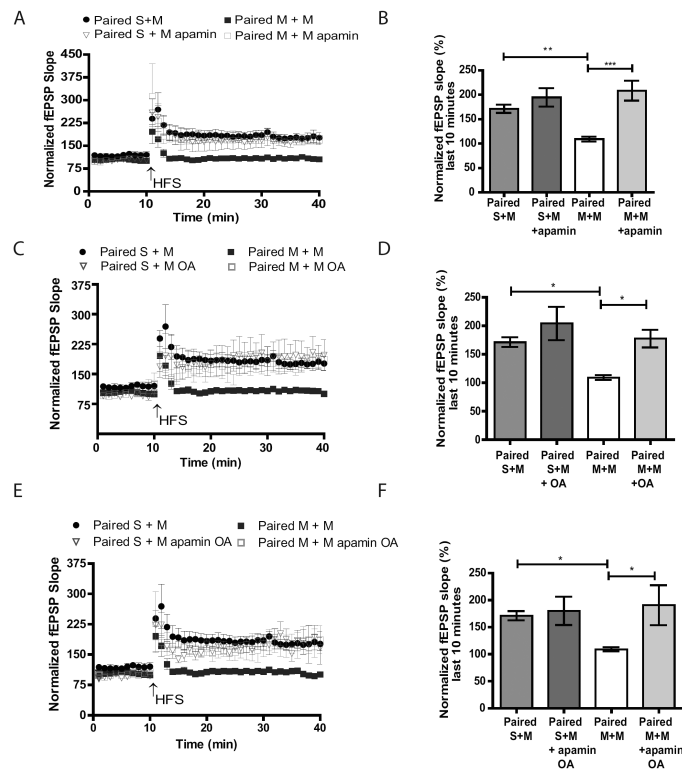 A
Paired S+M
Paired M + M
Paired S + M apamin
Paired M + M apamin
Normalized fEPSP Slope
450
375
300
225
150
75
HFS
0
10
20
30
40
Time (min)
B
Normalized fEPSP slope (%)
last 10 minutes
250
200
150
100
50
0
**
***
Paired
S+M
Paired
S+M
+apamin
Paired
M+M
Paired
M+M
+apamin
C
Paired S + M
Paired M + M
Paired S + M OA
Paired M + M OA
Normalized fEPSP Slope
375
300
225
150
75
HFS
0
10
20
30
40
Time (min)
D
Normalized fEPSP slope (%)
last 10 minutes
250
200
150
100
50
0
*
*
Paired
S+M
Paired
S+M
+ OA
Paired
M+M
Paired
M+M
+OA
E
Paired S + M
Paired M + M
Paired S + M apamin OA
Paired M + M apamin OA
Normalized fEPSP Slope
375
300
225
150
75
HFS
0
10
20
30
40
Time (min)
F
Normalized fEPSP slope (%)
last 10 minutes
250
200
150
100
50
0
*
*
Paired
S+M
Paired
S+M
+ apamin
OA
Paired
M+M
Paired
M+M
+apamin
OA